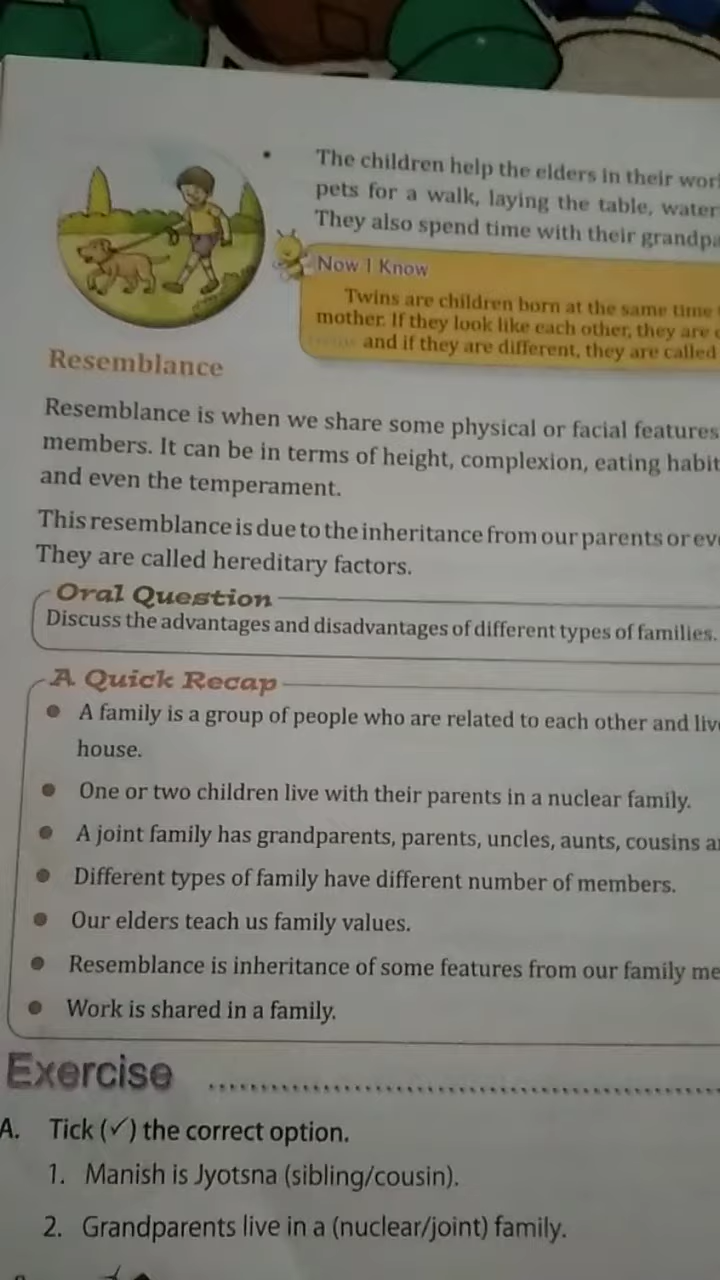 The children help the elders in their
pets for a walk, laying the table,
They also spend time with their
Now I Know
Twins are children born at the same time
mother. If they look like each other, they are
and if they are different, they are called
Resemblance
Resemblance is when we share some physical or facial features
members. It can be in terms of height, complexion, eating
and even the temperament.
This resemblance is due to the inheritance from our parents or
They are called hereditary factors.
Oral Question
Discuss the advantages and disadvantages of different types of families.
A Quick Recap
A family is a group of people who are related to each other and
house.
One or two children live with their parents in a nuclear family.
A joint family has grandparents, parents, uncles, aunts, cousins
Different types of family have different number of members.
Our elders teach us family values.
Resemblance is inheritance of some features from our family
Work is shared in a family.
Exercise
A. Tick (✓) the correct option.
1. Manish is Jyotsna (sibling/cousin).
2. Grandparents live in a (nuclear/joint) family.